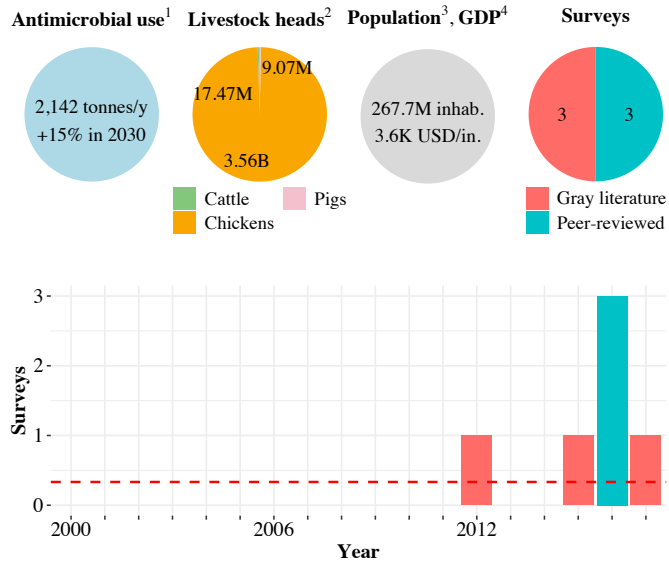 Antimicrobial use¹ Livestock heads² Population³, GDP⁴ Surveys
2,142 tonnes/y
+15% in 2030
9.07M
17.47M
3.56B
267.7M inhab.
3.6K USD/in.
3 3
Cattle Pigs
Chickens
Gray literature
Peer-reviewed
Surveys
3
2
1
0
2000 2006 2012
Year